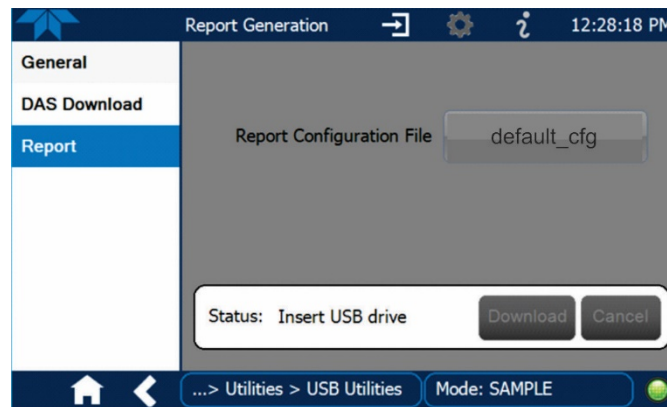 Report Generation
12:28:18 PM
General
DAS Download
Report
Report Configuration File
default_cfg
Status: Insert USB drive
Download
Cancel
...> Utilities > USB Utilities
Mode: SAMPLE